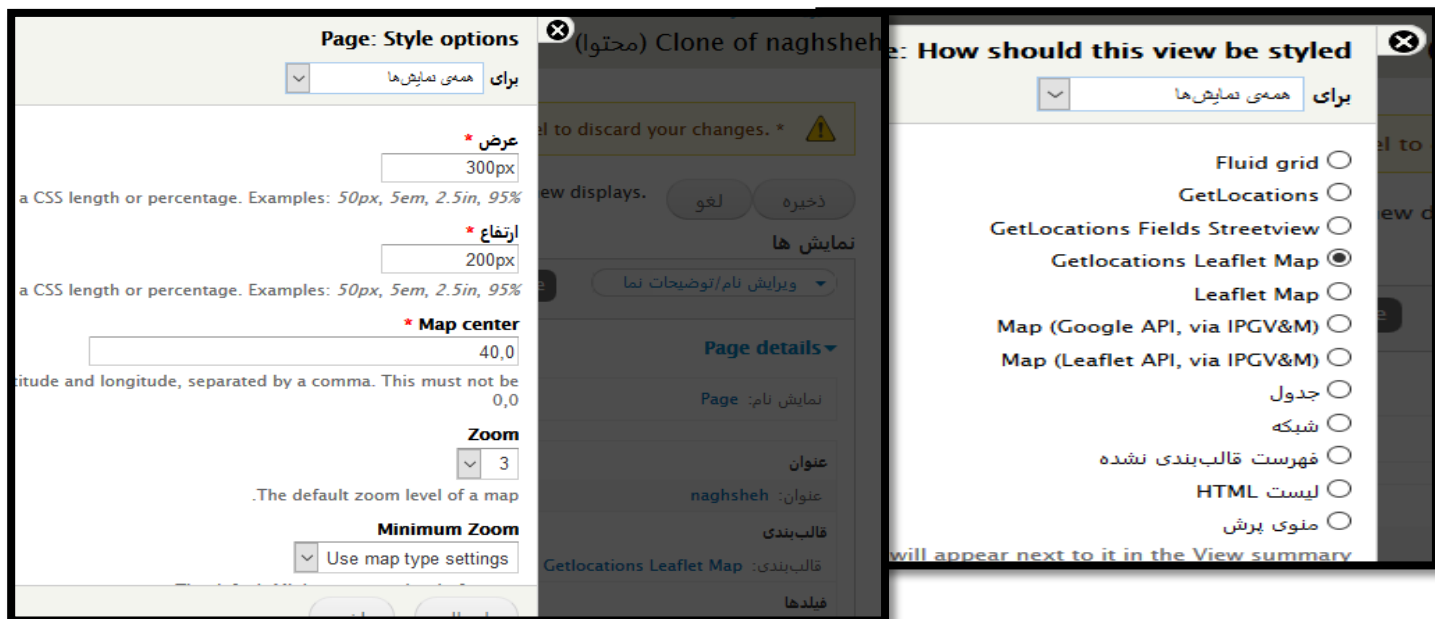 Page: Style options
برای همه‌ی نمایش‌ها
عرض *
300px
a CSS length or percentage. Examples: 50px, 5em, 2.5in, 95%
ارتفاع *
200px
a CSS length or percentage. Examples: 50px, 5em, 2.5in, 95%
* Map center
40,0
and longitude, separated by a comma. This must not be
0,0
Zoom
3
.The default zoom level of a map
Minimum Zoom
Use map type settings
(محتوا) Clone of naghsheh
to discard your changes. *
displays.
ذخیره لغو
نمایش ها
ویرایش نام/توضیحات نما
Page details
نمایش نام: Page
عنوان
عنوان: naghsheh
قالب‌بندی
قالب‌بندی: Getlocations Leaflet Map
فیلدها
: How should this view be styled
برای همه‌ی نمایش‌ها
Fluid grid
GetLocations
GetLocations Fields Streetview
Getlocations Leaflet Map
Leaflet Map
Map (Google API, via IPGV&M)
Map (Leaflet API, via IPGV&M)
جدول
شبکه
فهرست قالب‌بندی نشده
لیست HTML
منوی پرش
will appear next to it in the View summary
to